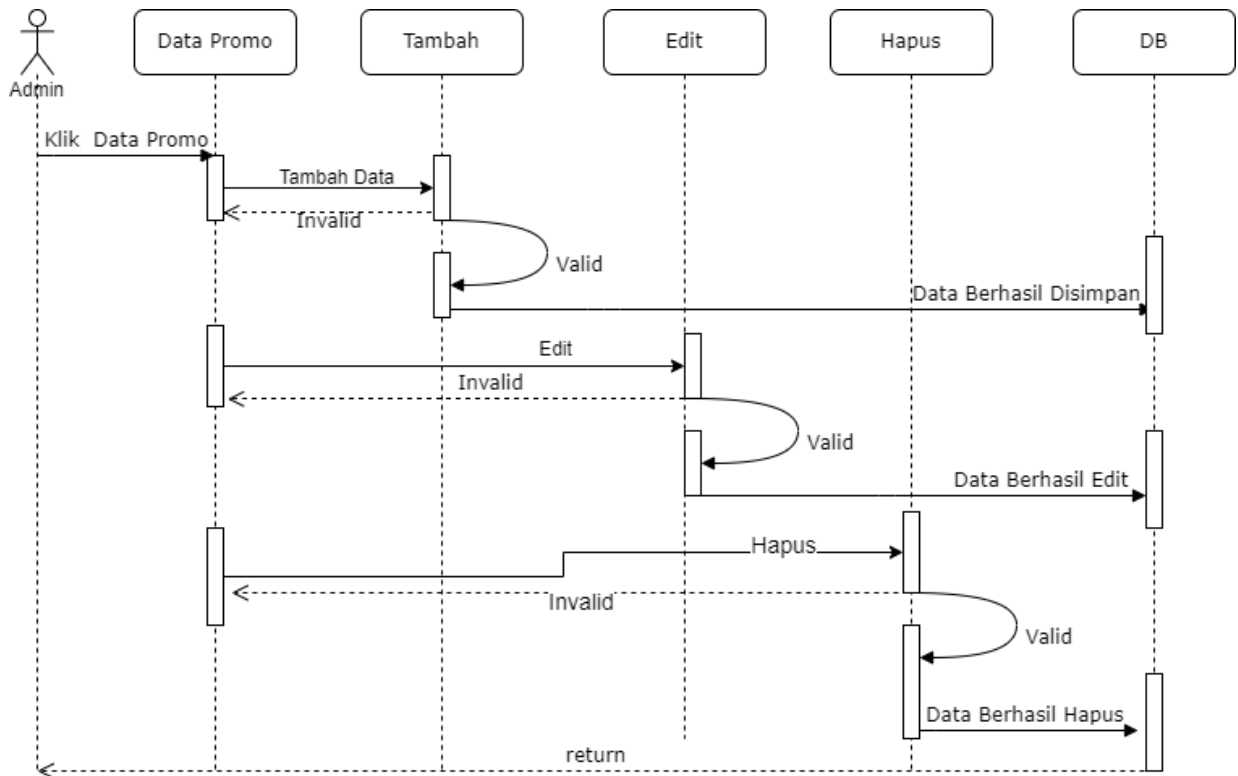 Data Promo
Tambah
Edit
Hapus
DB
Admin
Klik Data Promo
Tambah Data
Invalid
Valid
Data Berhasil Disimpan
Edit
Invalid
Valid
Data Berhasil Edit
Hapus
Invalid
Valid
Data Berhasil Hapus
return